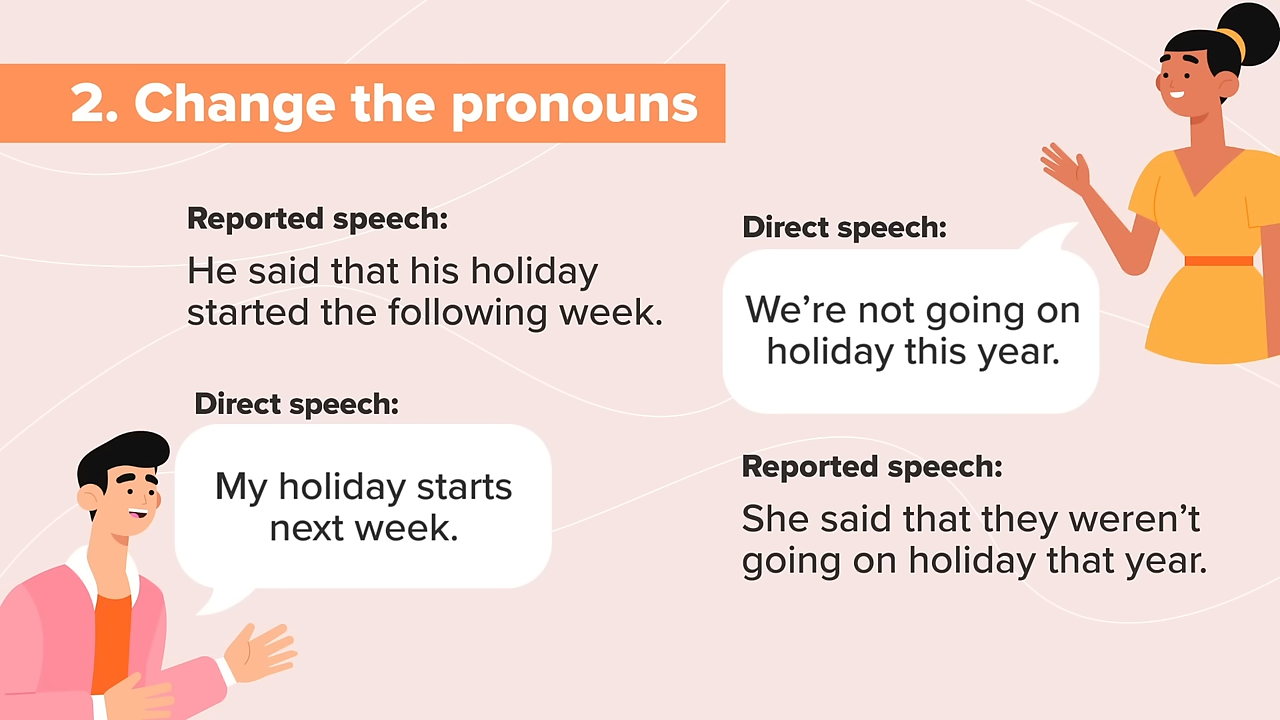 2. Change the pronouns
Reported speech:
He said that his holiday
started the following week.
Direct speech:
My holiday starts
next week.
Direct speech:
We’re not going on
holiday this year.
Reported speech:
She said that they weren’t
going on holiday that year.